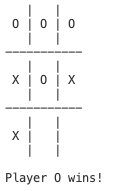 O | O | O
X | O | X
X | |
Player O wins!